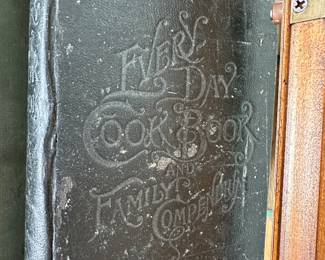 EVERY-
DAY
COOK BOOK
AND
FAMILY
COMPENDIUM